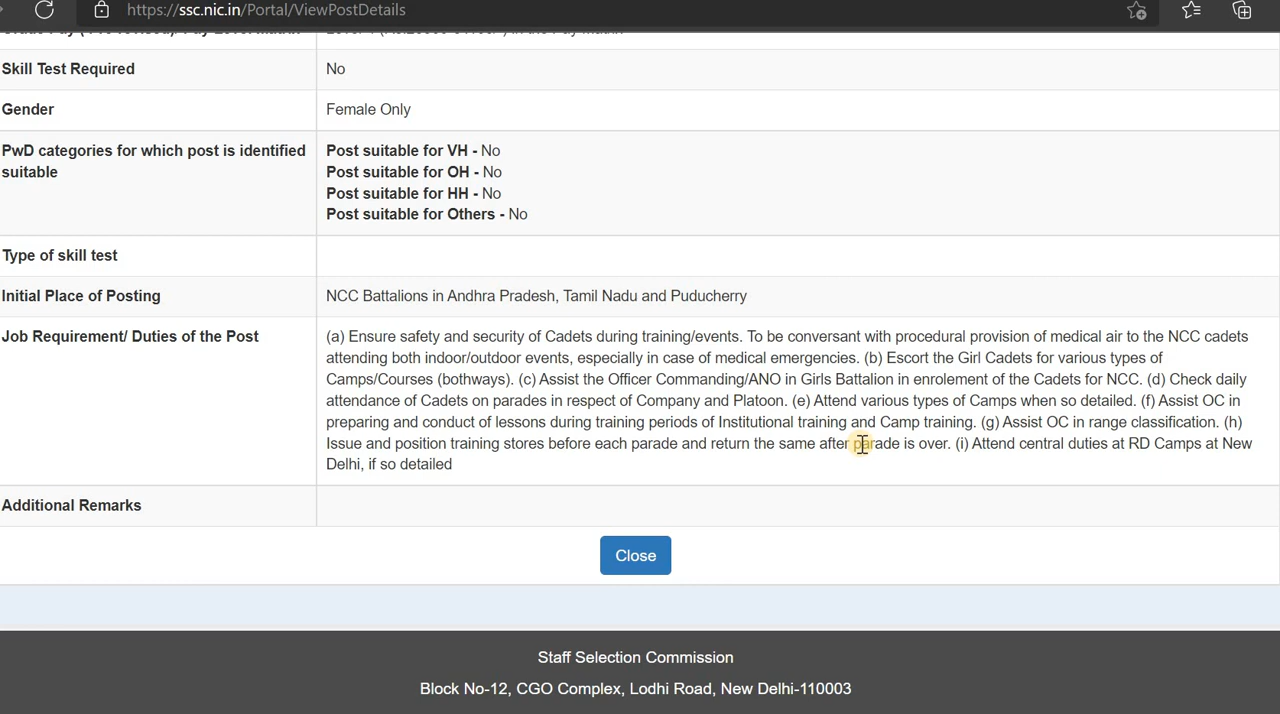 https://ssc.nic.in/Portal/ViewPostDetails
Skill Test Required No
Gender Female Only
PwD categories for which post is identified suitable
Post suitable for VH - No
Post suitable for OH - No
Post suitable for HH - No
Post suitable for Others - No
Type of skill test
Initial Place of Posting NCC Battalions in Andhra Pradesh, Tamil Nadu and Puducherry
Job Requirement/ Duties of the Post
(a) Ensure safety and security of Cadets during training/events. To be conversant with procedural provision of medical air to the NCC cadets
attending both indoor/outdoor events, especially in case of medical emergencies. (b) Escort the Girl Cadets for various types of
Camps/Courses (bothways). (c) Assist the Officer Commanding/ANO in Girls Battalion in enrolement of the Cadets for NCC. (d) Check daily
attendance of Cadets on parades in respect of Company and Platoon. (e) Attend various types of Camps when so detailed. (f) Assist OC in
preparing and conduct of lessons during training periods of Institutional training and Camp training. (g) Assist OC in range classification. (h)
Issue and position training stores before each parade and return the same after parade is over. (i) Attend central duties at RD Camps at New
Delhi, if so detailed
Additional Remarks
Close
Staff Selection Commission
Block No-12, CGO Complex, Lodhi Road, New Delhi-110003